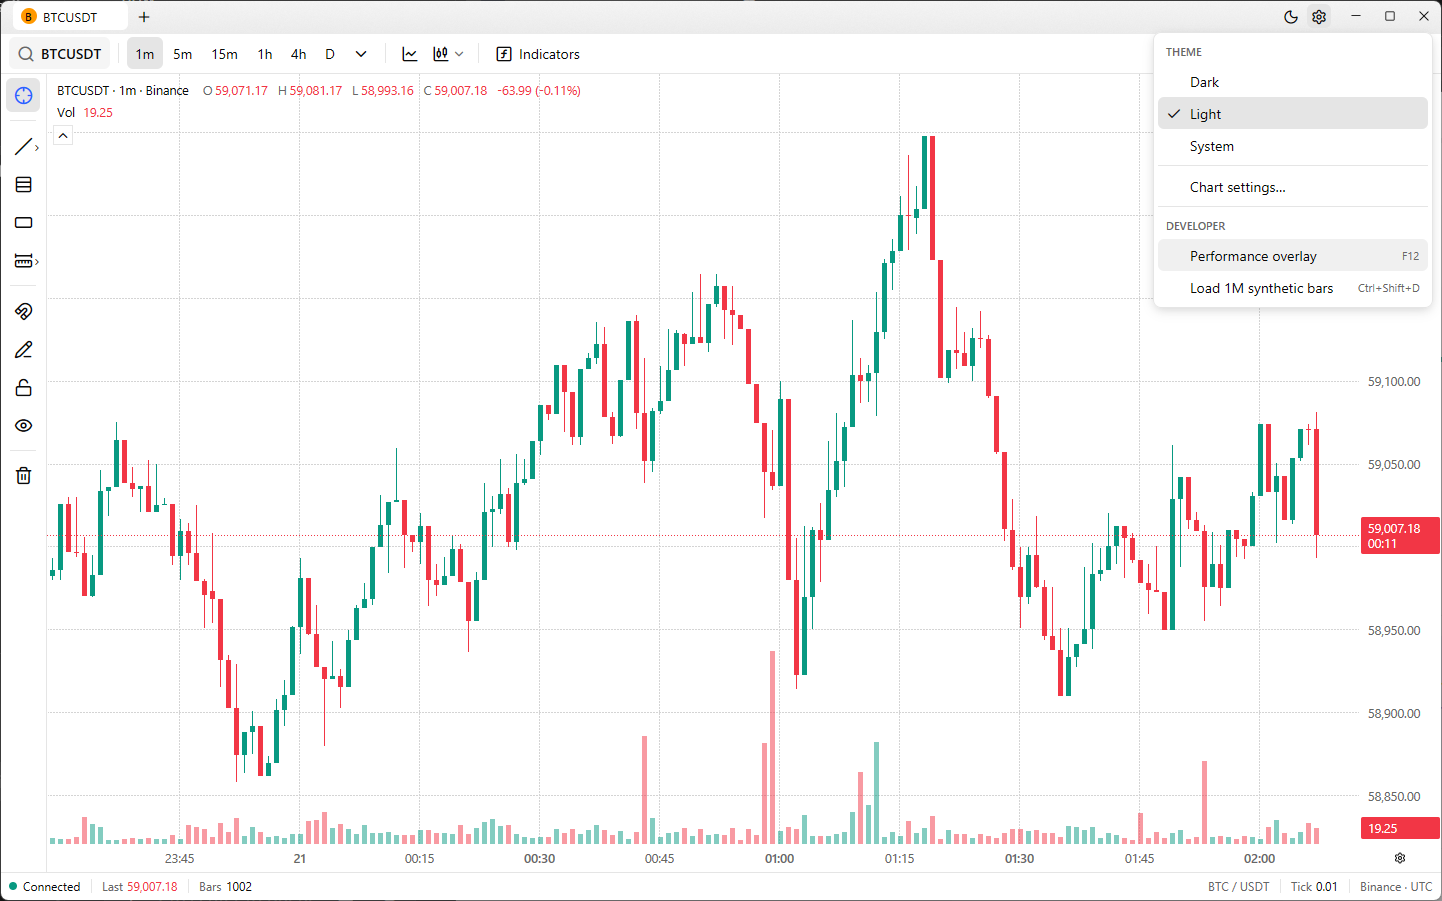 B BTCUSDT
BTCUSDT 1m 5m 15m 1h 4h D Indicators
BTCUSDT · 1m · Binance O 59,071.17 H 59,081.17 L 58,993.16 C 59,007.18 -63.99 (-0.11%)
Vol 19.25
THEME
Dark
Light
System
Chart settings...
DEVELOPER
Performance overlay F12
Load 1M synthetic bars Ctrl+Shift+D
59,100.00
59,050.00
59,007.18
00:11
58,950.00
58,900.00
58,850.00
19.25
23:45 21 00:15 00:30 00:45 01:00 01:15 01:30 01:45 02:00
Connected Last 59,007.18 Bars 1002 BTC / USDT Tick 0.01 Binance · UTC